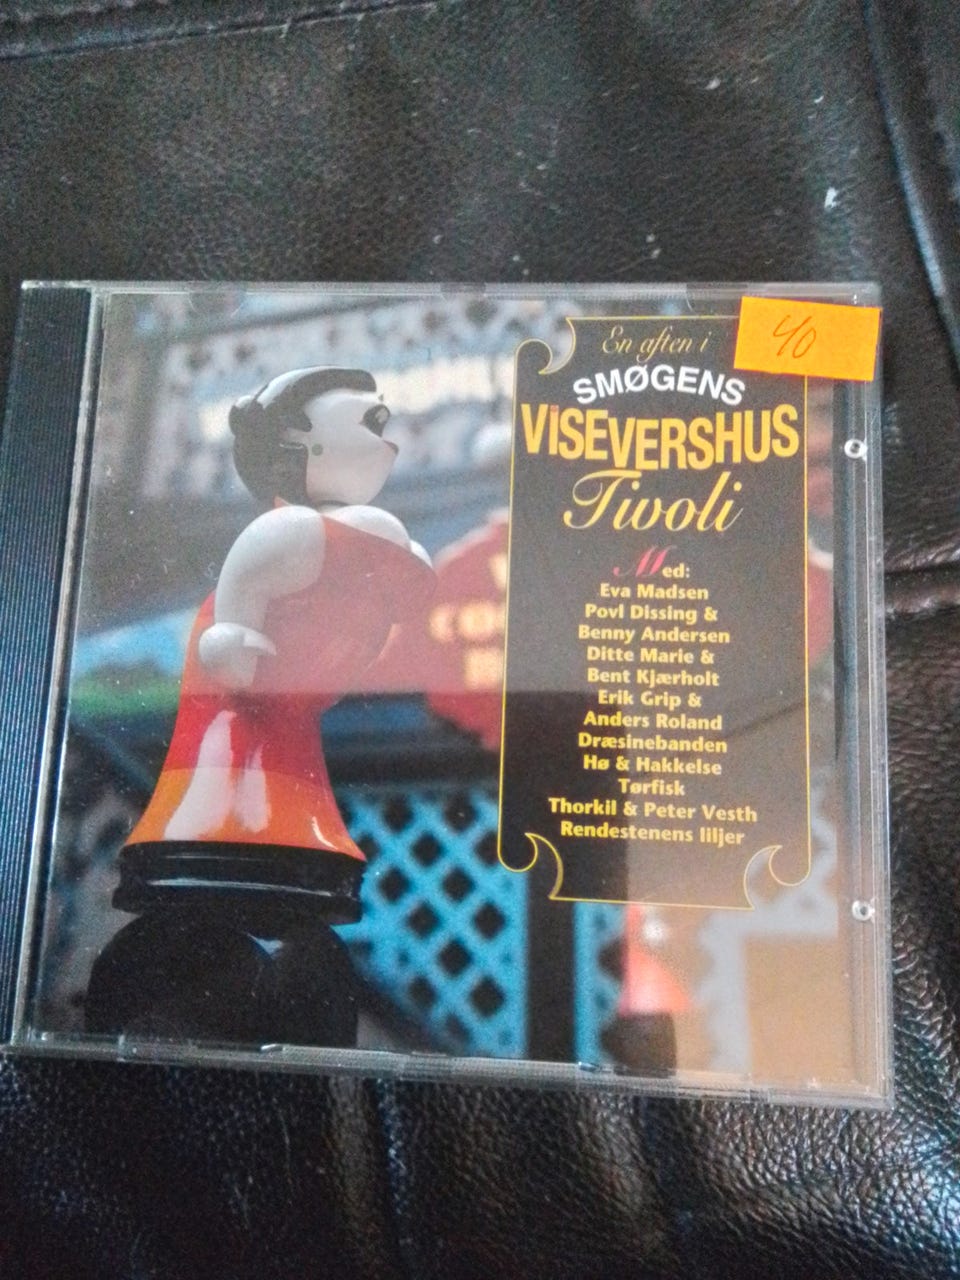 En aften i
40
SMØGENS
VISEVERSHUS
Tivoli
Med:
Eva Madsen
Povl Dissing &
Benny Andersen
Ditte Marie &
Bent Kjærholt
Erik Grip &
Anders Roland
Dræsinebanden
Hø & Hakkelse
Tørfisk
Thorkil & Peter Vesth
Rendestenens liljer